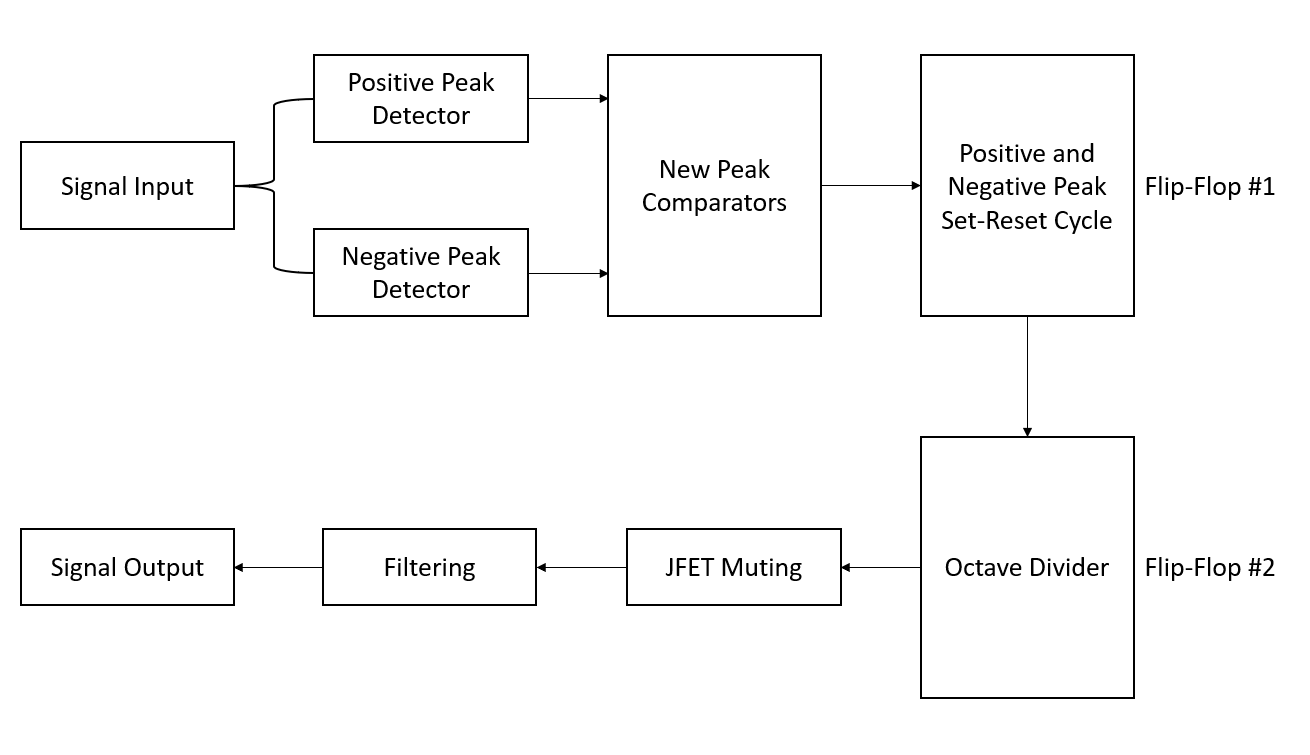 Signal Input
Positive Peak
Detector
Negative Peak
Detector
New Peak
Comparators
Positive and
Negative Peak
Set-Reset Cycle
Flip-Flop #1
Signal Output
Filtering
JFET Muting
Octave Divider
Flip-Flop #2